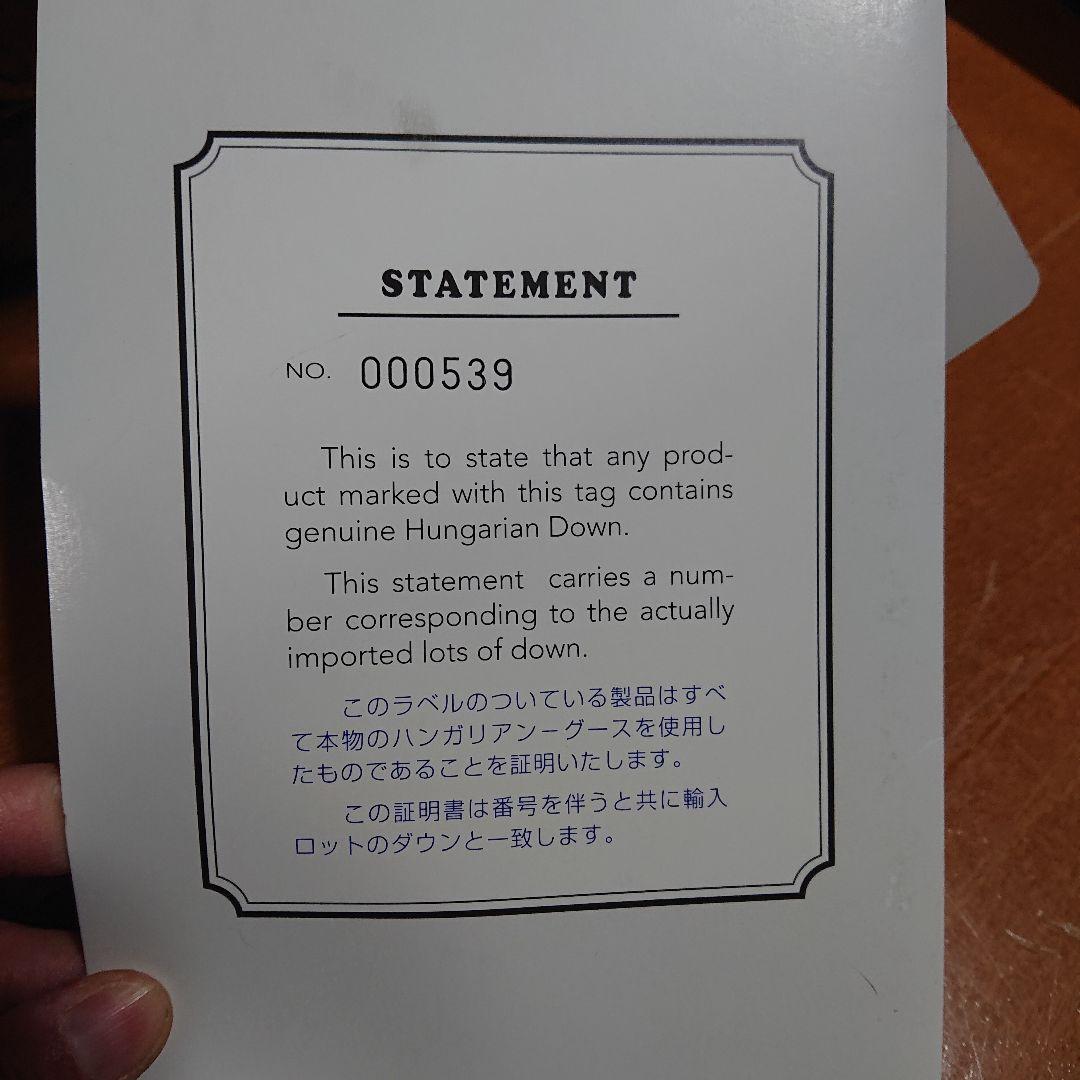 STATEMENT
NO. 000539
This is to state that any prod-
uct marked with this tag contains
genuine Hungarian Down.
This statement carries a num-
ber corresponding to the actually
imported lots of down.
このラベルのついている製品はすべ
て本物のハンガリアンーグースを使用し
たものであることを証明いたします。
この証明書は番号を伴うと共に輸入
ロットのダウンと一致します。